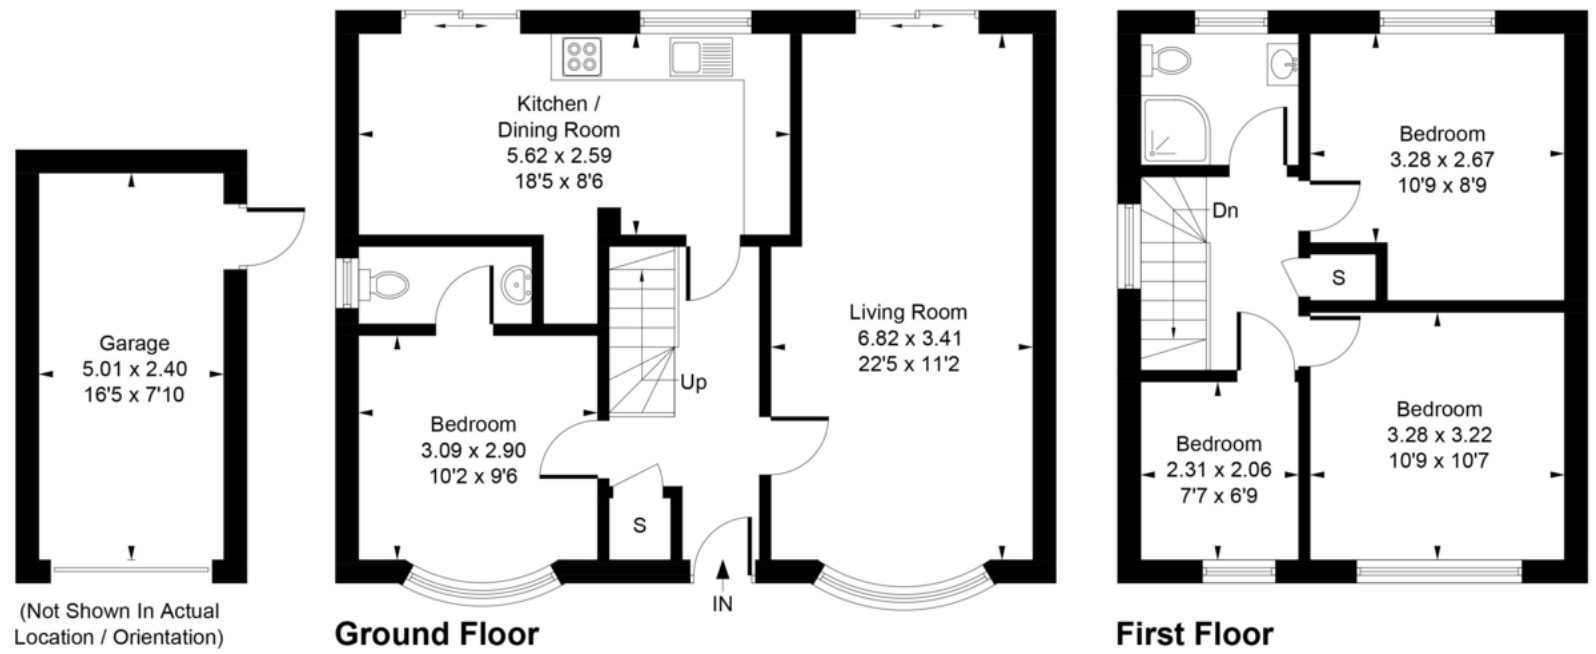 Garage
5.01 x 2.40
16'5 x 7'10
(Not Shown In Actual
Location / Orientation)
Kitchen /
Dining Room
5.62 x 2.59
18'5 x 8'6
Living Room
6.82 x 3.41
22'5 x 11'2
Up
Bedroom
3.09 x 2.90
10'2 x 9'6
S
IN
Ground Floor
Bedroom
3.28 x 2.67
10'9 x 8'9
Dn
S
Bedroom
3.28 x 3.22
10'9 x 10'7
Bedroom
2.31 x 2.06
7'7 x 6'9
First Floor